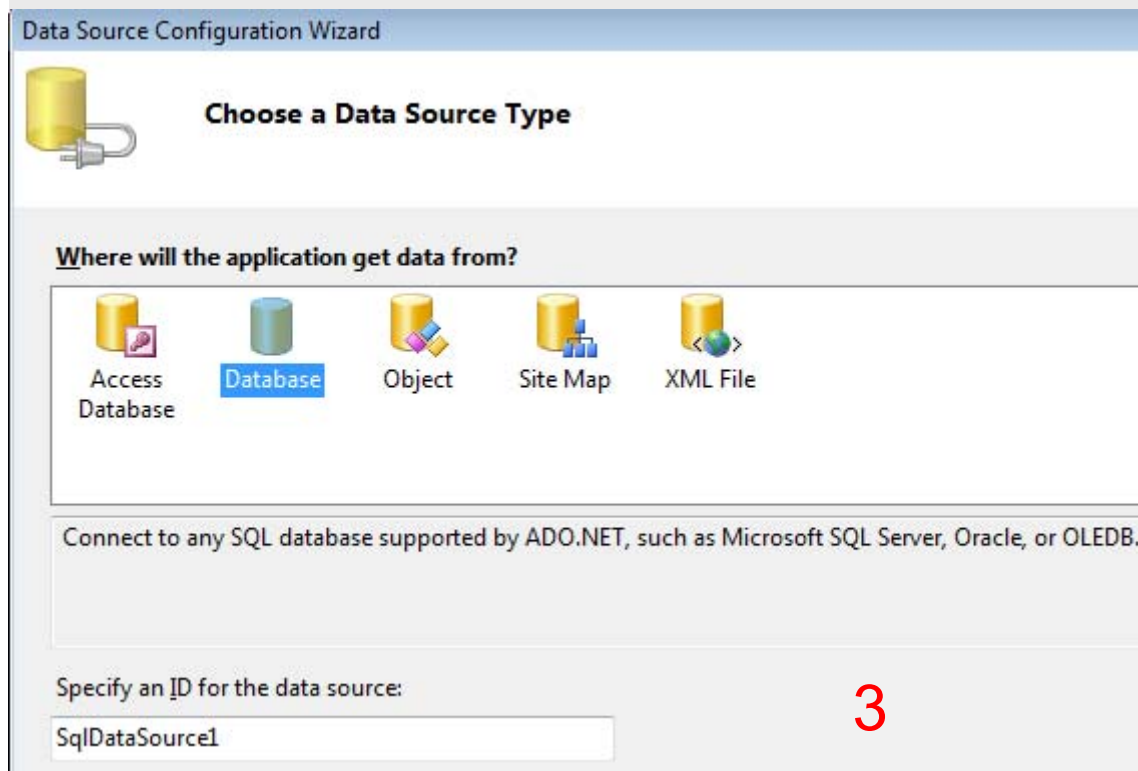 Data Source Configuration Wizard
Choose a Data Source Type
Where will the application get data from?
Access Database
Database
Object
Site Map
XML File
Connect to any SQL database supported by ADO.NET, such as Microsoft SQL Server, Oracle, or OLEDB.
Specify an ID for the data source:
3
SqlDataSource1